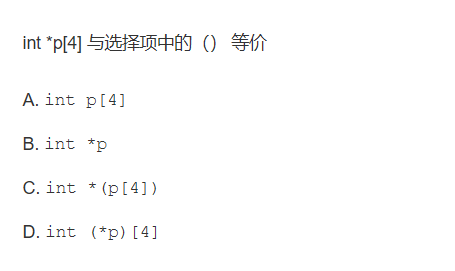 int *p[4] 与选择项中的（） 等价
A. int p[4]
B. int *p
C. int *(p[4])
D. int (*p)[4]